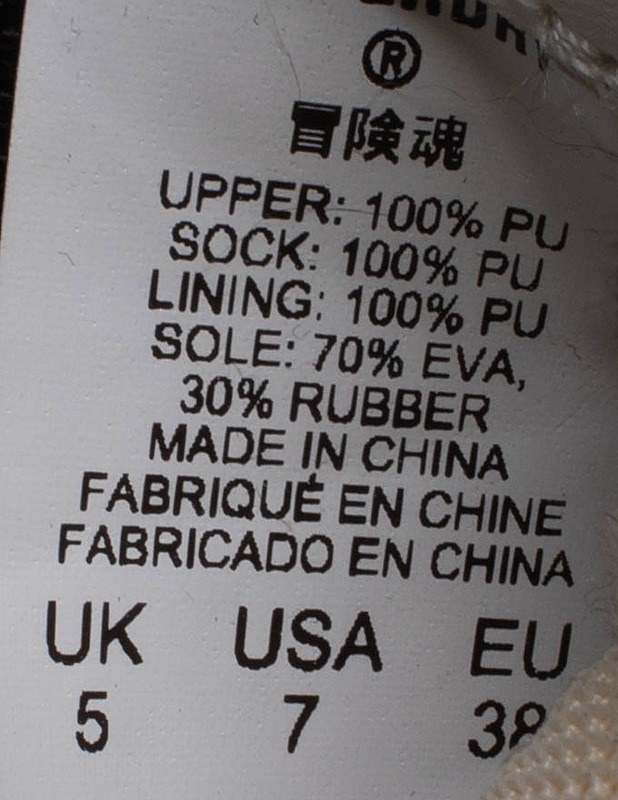 ®
冒険魂
UPPER: 100% PU
SOCK: 100% PU
LINING: 100% PU
SOLE: 70% EVA,
30% RUBBER
MADE IN CHINA
FABRIQUÉ EN CHINE
FABRICADO EN CHINA
UK USA EU
5 7 38